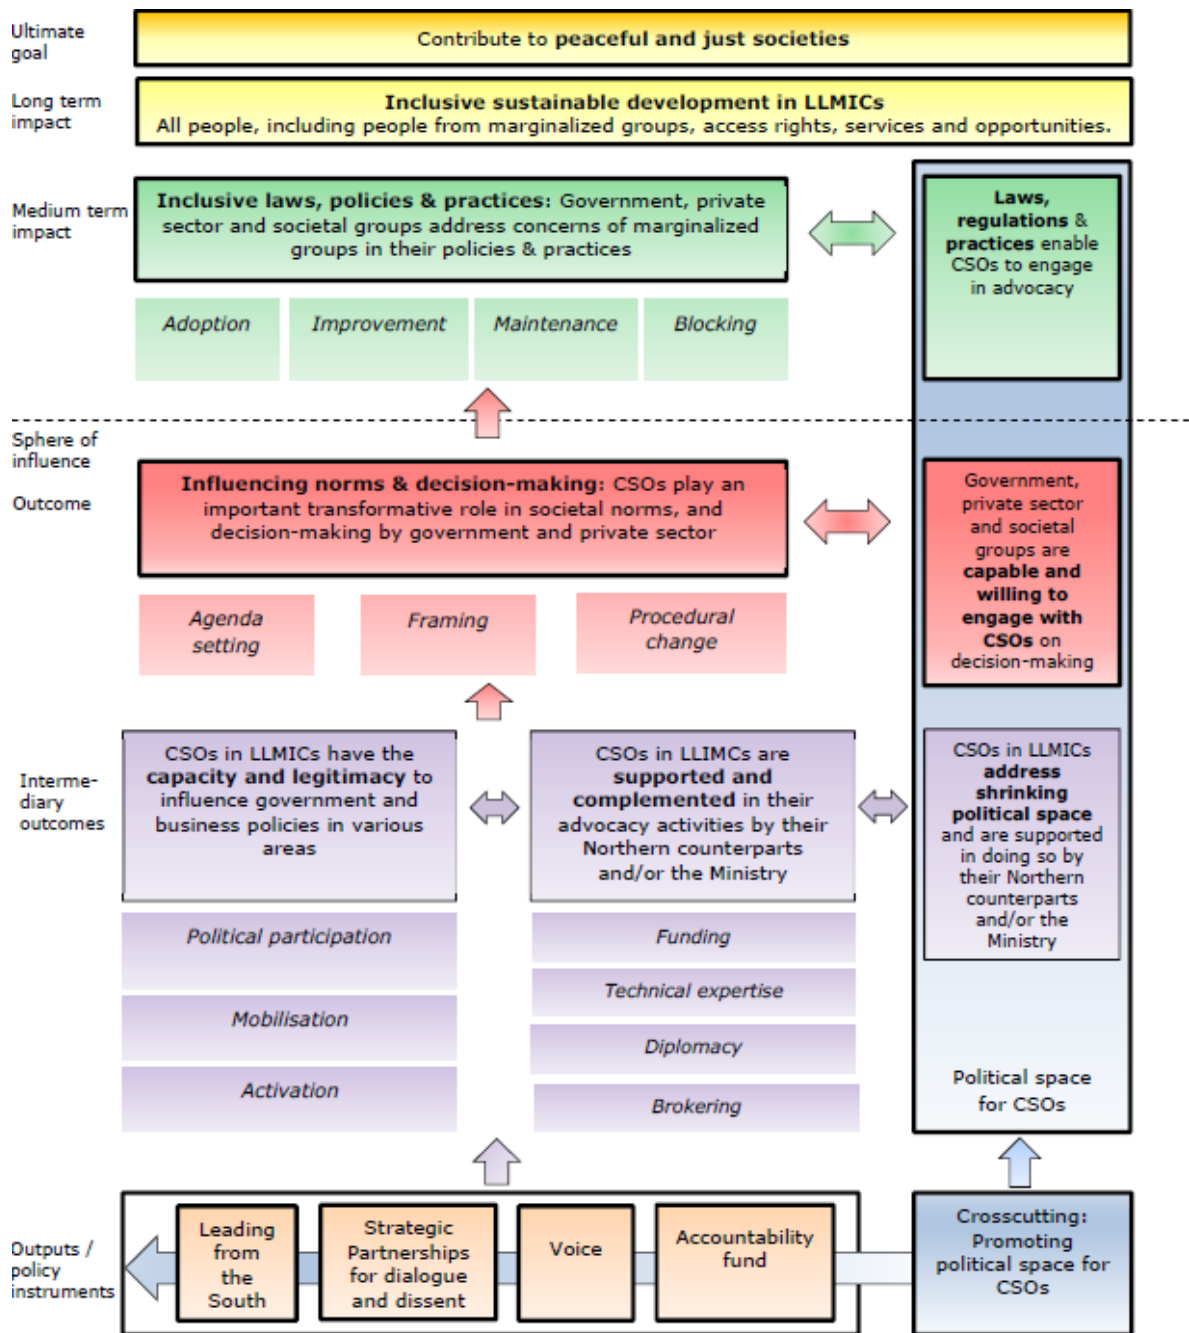 Ultimate
goal
Contribute to peaceful and just societies
Long term
impact
Inclusive sustainable development in LLMICs
All people, including people from marginalized groups, access rights, services and opportunities.
Medium term
impact
Inclusive laws, policies & practices: Government, private
sector and societal groups address concerns of marginalized
groups in their policies & practices
Laws,
regulations &
practices enable
CSOs to engage
in advocacy
Adoption
Improvement
Maintenance
Blocking
Sphere of
influence
Outcome
Influencing norms & decision-making: CSOs play an
important transformative role in societal norms, and
decision-making by government and private sector
Government,
private sector
and societal
groups are
capable and
willing to
engage with
CSOs on
decision-making
Agenda
setting
Framing
Procedural
change
Interme-
diary
outcomes
CSOs in LLMICs have the
capacity and legitimacy to
influence government and
business policies in various
areas
CSOs in LLIMCs are
supported and
complemented in their
advocacy activities by their
Northern counterparts
and/or the Ministry
CSOs in LLMICs
address
shrinking
political space
and are supported
in doing so by
their Northern
counterparts
and/or the
Ministry
Political participation
Mobilisation
Activation
Funding
Technical expertise
Diplomacy
Brokering
Political space
for CSOs
Outputs /
policy
instruments
Leading
from
the
South
Strategic
Partnerships
for dialogue
and dissent
Voice
Accountability
fund
Crosscutting:
Promoting
political space for
CSOs